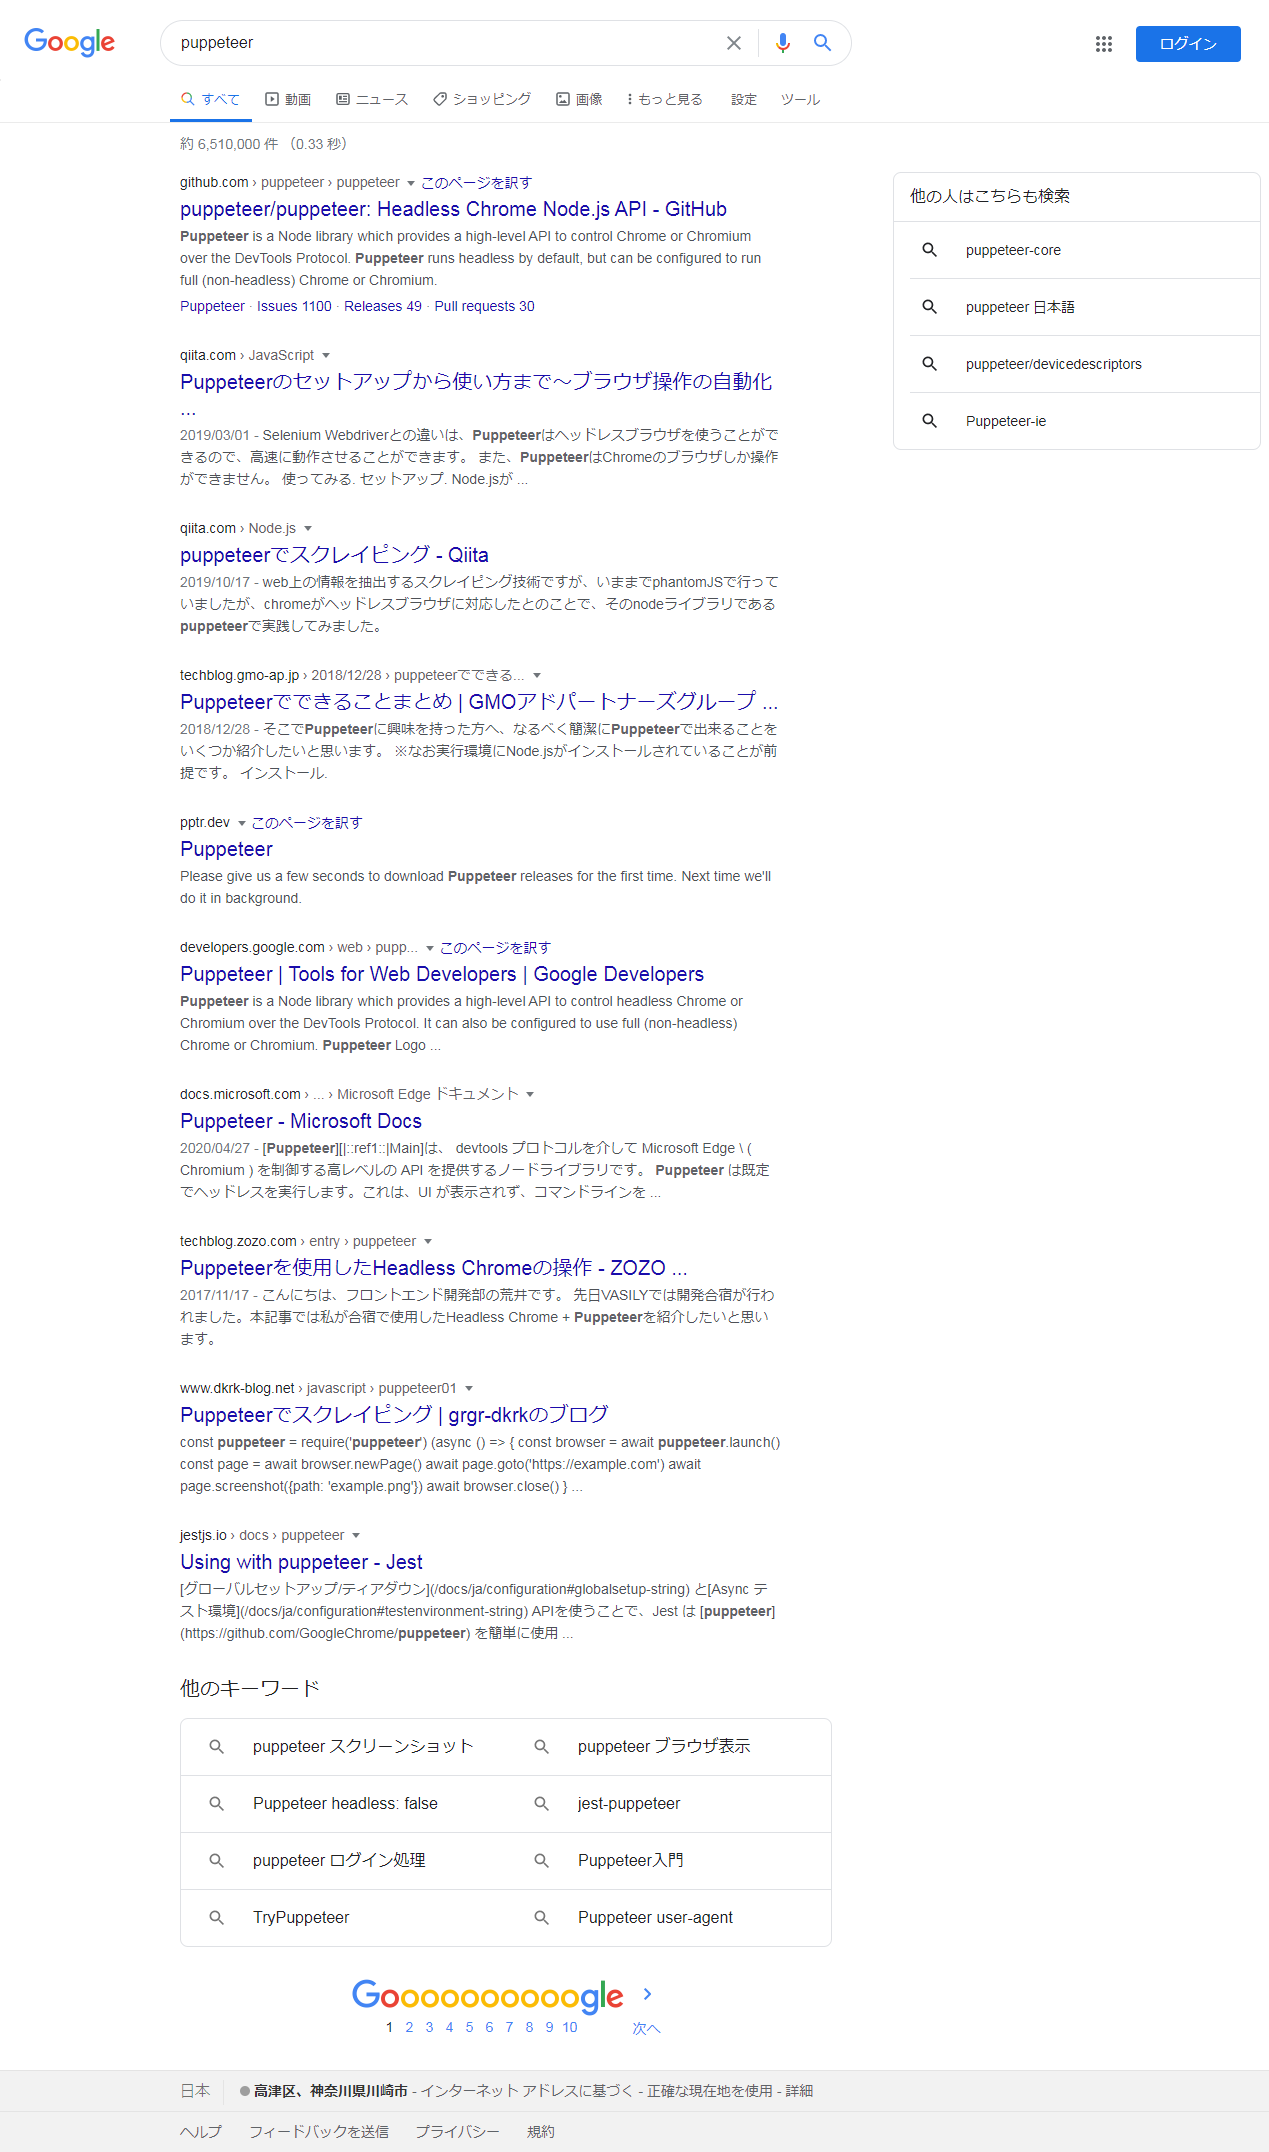 Google
puppeteer
ログイン
すべて 動画 ニュース ショッピング 画像 もっと見る 設定 ツール
約 6,510,000 件 （0.33 秒）
github.com › puppeteer › puppeteer このページを訳す
puppeteer/puppeteer: Headless Chrome Node.js API - GitHub
Puppeteer is a Node library which provides a high-level API to control Chrome or Chromium
over the DevTools Protocol. Puppeteer runs headless by default, but can be configured to run
full (non-headless) Chrome or Chromium.
Puppeteer · Issues 1100 · Releases 49 · Pull requests 30
qiita.com › JavaScript
Puppeteerのセットアップから使い方まで～ブラウザ操作の自動化
...
2019/03/01 - Selenium Webdriverとの違いは、Puppeteerはヘッドレスブラウザを使うことがで
きるので、高速に動作させることができます。 また、PuppeteerはChromeのブラウザしか操作
ができません。 使ってみる. セットアップ. Node.jsが ...
qiita.com › Node.js
puppeteerでスクレイピング - Qiita
2019/10/17 - web上の情報を抽出するスクレイピング技術ですが、いままでphantomJSで行って
いましたが、chromeがヘッドレスブラウザに対応したとのことで、そのnodeライブラリである
puppeteerで実践してみました。
techblog.gmo-ap.jp › 2018/12/28 › puppeteerでできる...
Puppeteerでできることまとめ | GMOアドパートナーズグループ ...
2018/12/28 - そこでPuppeteerに興味を持った方へ、なるべく簡潔にPuppeteerで出来ることを
いくつか紹介したいと思います。 ※なお実行環境にNode.jsがインストールされていることが前
提です。 インストール.
pptr.dev このページを訳す
Puppeteer
Please give us a few seconds to download Puppeteer releases for the first time. Next time we'll
do it in background.
developers.google.com › web › pupp... このページを訳す
Puppeteer | Tools for Web Developers | Google Developers
Puppeteer is a Node library which provides a high-level API to control headless Chrome or
Chromium over the DevTools Protocol. It can also be configured to use full (non-headless)
Chrome or Chromium. Puppeteer Logo ...
docs.microsoft.com › ... › Microsoft Edge ドキュメント
Puppeteer - Microsoft Docs
2020/04/27 - [Puppeteer][|::ref1::|Main]は、 devtools プロトコルを介して Microsoft Edge \ (
Chromium ) を制御する高レベルの API を提供するノードライブラリです。 Puppeteer は既定
でヘッドレスを実行します。これは、UI が表示されず、コマンドラインを ...
techblog.zozo.com › entry › puppeteer
Puppeteerを使用したHeadless Chromeの操作 - ZOZO ...
2017/11/17 - こんにちは、フロントエンド開発部の荒井です。 先日VASILYでは開発合宿が行わ
れました。本記事では私が合宿で使用したHeadless Chrome + Puppeteerを紹介したいと思い
ます。
www.dkrk-blog.net › javascript › puppeteer01
Puppeteerでスクレイピング | grgr-dkrkのブログ
const puppeteer = require('puppeteer') (async () => { const browser = await puppeteer.launch()
const page = await browser.newPage() await page.goto('https://example.com') await
page.screenshot({path: 'example.png'}) await browser.close() } ...
jestjs.io › docs › puppeteer
Using with puppeteer - Jest
[グローバルセットアップ/ティアダウン](/docs/ja/configuration#globalsetup-string) と[Async テ
スト環境](/docs/ja/configuration#testenvironment-string) APIを使うことで、Jest は [puppeteer]
(https://github.com/GoogleChrome/puppeteer) を簡単に使用 ...
他の人はこちらも検索
puppeteer-core
puppeteer 日本語
puppeteer/devicedescriptors
Puppeteer-ie
他のキーワード
puppeteer スクリーンショット puppeteer ブラウザ表示
Puppeteer headless: false jest-puppeteer
puppeteer ログイン処理 Puppeteer入門
TryPuppeteer Puppeteer user-agent
Goooooooooogle
1 2 3 4 5 6 7 8 9 10 次へ
日本 高津区、神奈川県川崎市 - インターネット アドレスに基づく - 正確な現在地を使用 - 詳細
ヘルプ フィードバックを送信 プライバシー 規約